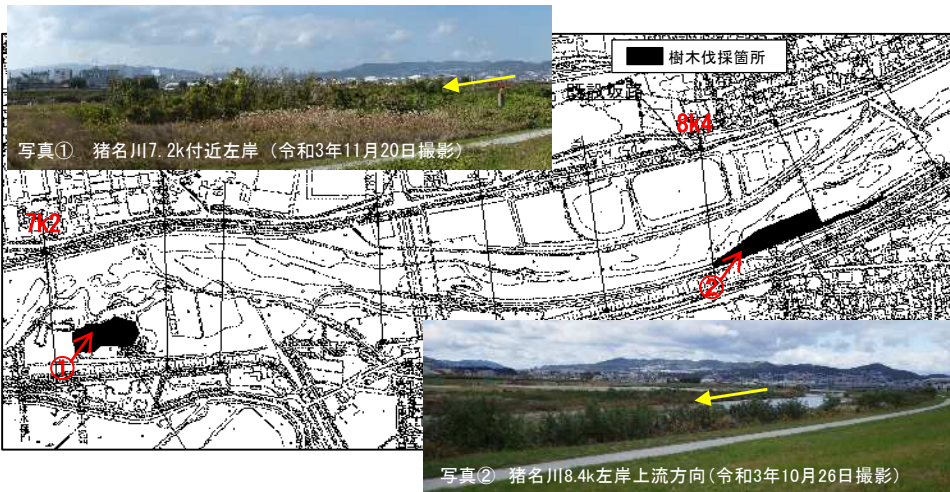 樹木伐採箇所
写真① 猪名川7.2k付近左岸（令和3年11月20日撮影）
8k4
7k2
②
①
写真② 猪名川8.4k左岸上流方向(令和3年10月26日撮影)